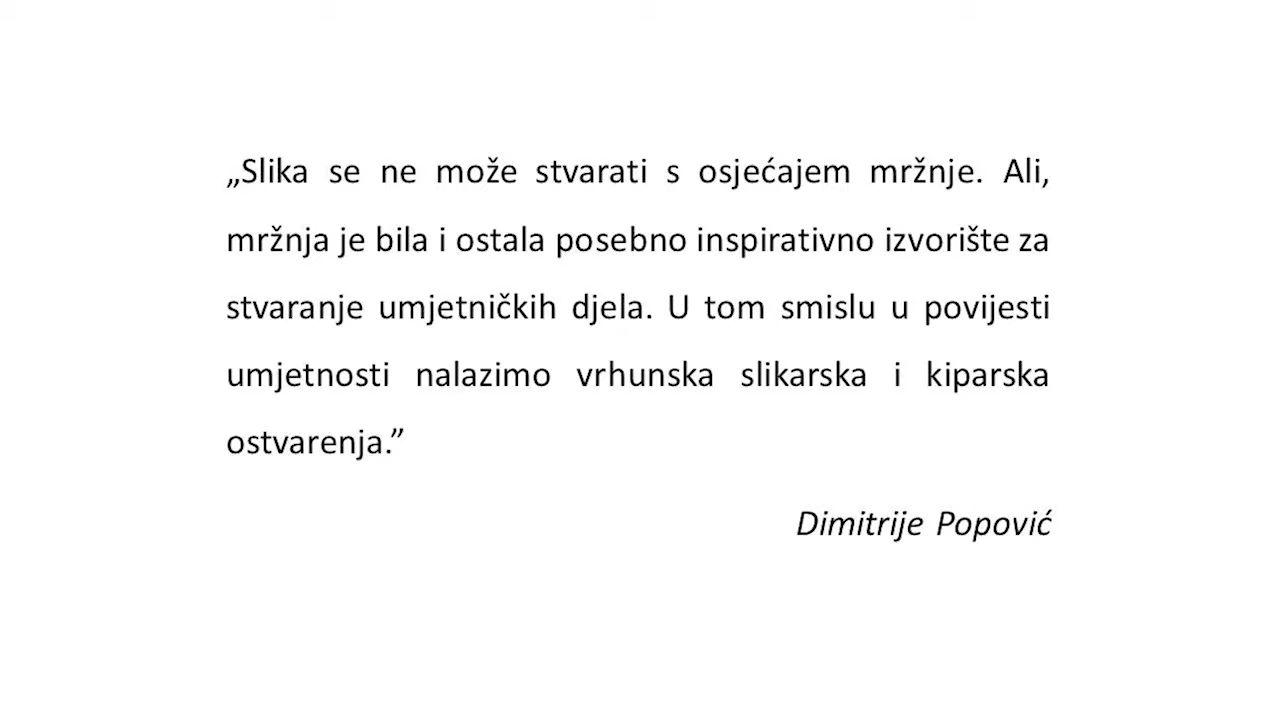 „Slika se ne može stvarati s osjećajem mržnje. Ali,
mržnja je bila i ostala posebno inspirativno izvorište za
stvaranje umjetničkih djela. U tom smislu u povijesti
umjetnosti nalazimo vrhunska slikarska i kiparska
ostvarenja.”
Dimitrije Popović